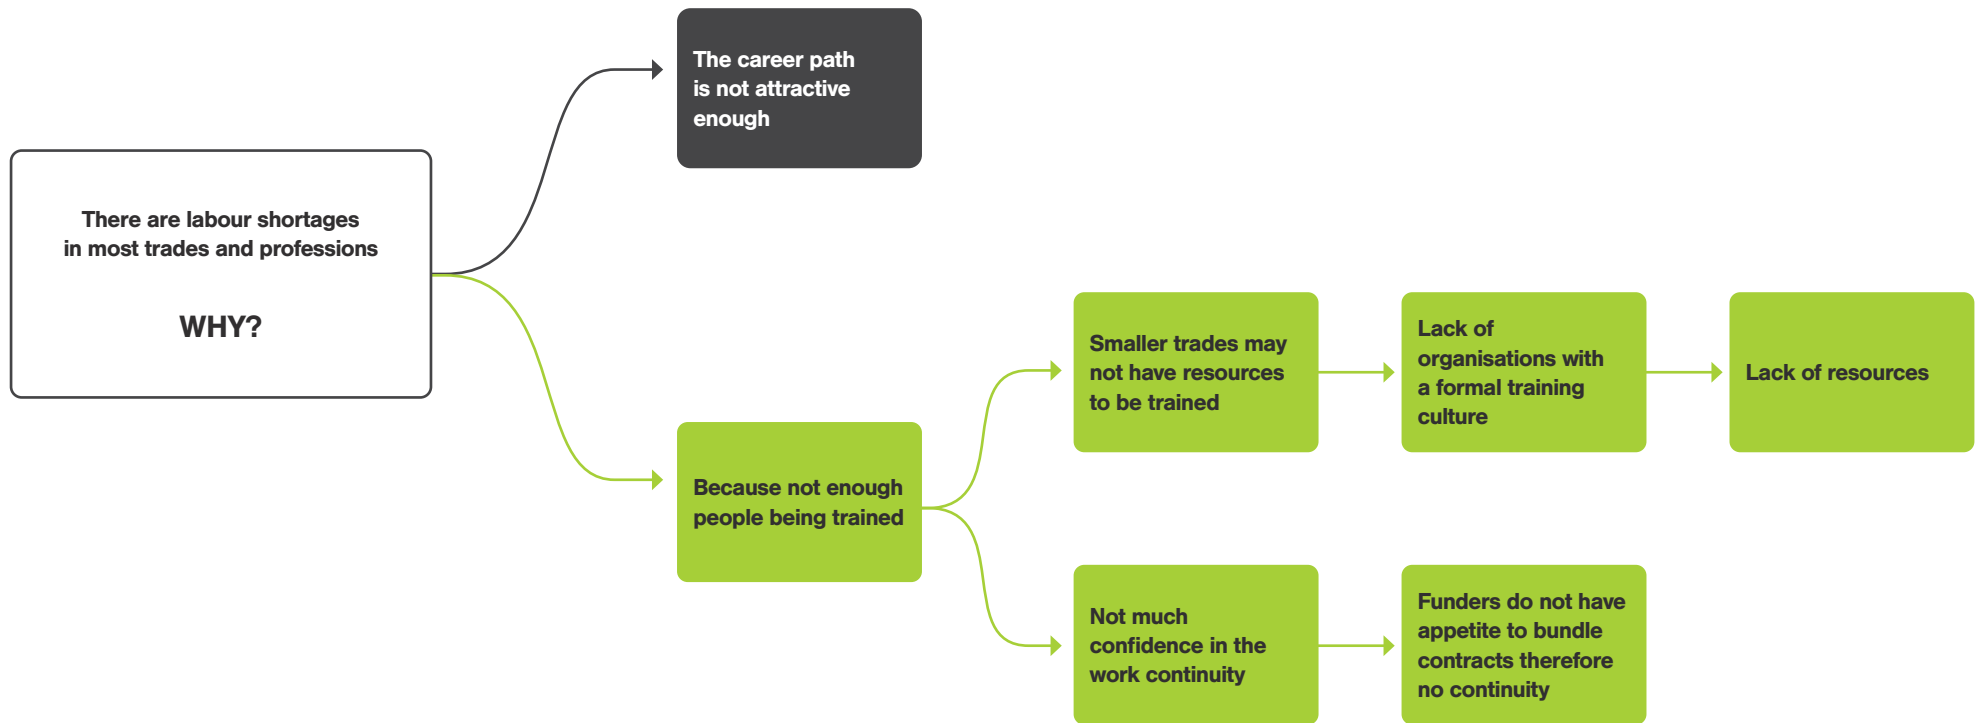 The career path
is not attractive
enough
There are labour shortages
in most trades and professions
WHY?
Because not enough
people being trained
Smaller trades may
not have resources
to be trained
Lack of
organisations with
a formal training
culture
Lack of resources
Not much
confidence in the
work continuity
Funders do not have
appetite to bundle
contracts therefore
no continuity